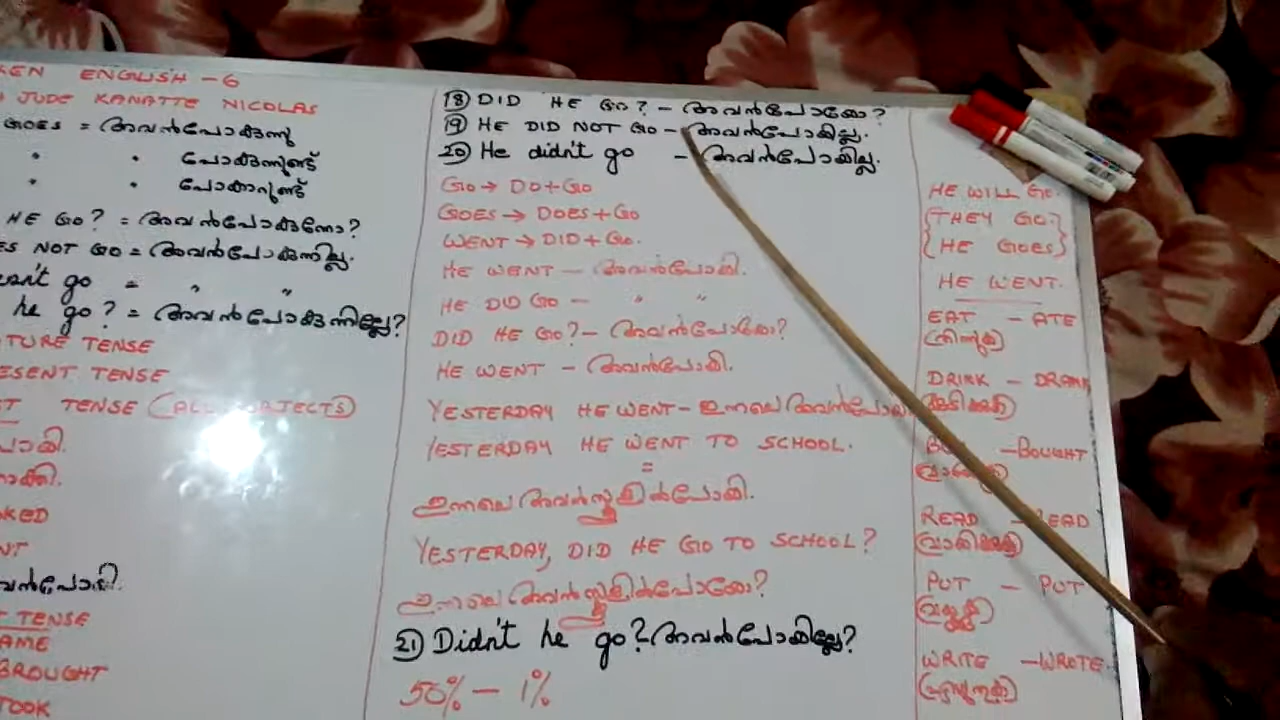 KEN ENGLISH - 6
JUDE KANATTE NICOLAS
GOES = അവൻപോകുന്നു
" " പോകുന്നുണ്ട്
" " പോകാറുണ്ട്
HE GO? = അവൻപോകുന്നോ?
ES NOT GO = അവൻപോകുന്നില്ല.
go = " "
he go? = അവൻപോകുന്നില്ലേ?
TURE TENSE
ESENT TENSE
TENSE (ALL
KED
NT
വൻപോയി.
TENSE
AME
BROUGHT
TOOK
18) DID HE GO? - അവൻപോയോ?
19) HE DID NOT GO - അവൻപോയില്ല.
20) He didn't go - അവൻപോയില്ല.
GO → DO+GO
GOES → DOES+GO
WENT → DID+GO.
HE WENT - അവൻപോയി.
HE DID GO - " "
DID HE GO? - അവൻപോയോ?
HE WENT - അവൻപോയി.
YESTERDAY HE WENT - ഇന്നലെ അവൻപോയ
YESTERDAY HE WENT TO SCHOOL.
=
ഇന്നലെ അവൻസ്കൂളിൽപോയി.
YESTERDAY, DID HE GO TO SCHOOL?
ഇന്നലെ അവൻസ്കൂളിൽപോയോ?
21) Didn't he go? അവൻപോയില്ലേ?
50% - 1%
HE WILL GO.
{THEY GO.}
{HE GOES}
HE WENT.
EAT - ATE
(തിന്നുക)
DRINK - DRANK
(കുടിക്കുക)
- BOUGHT
READ - READ
(വായിക്കുക)
PUT - PUT
WRITE - WROTE.
(എഴുതുക)